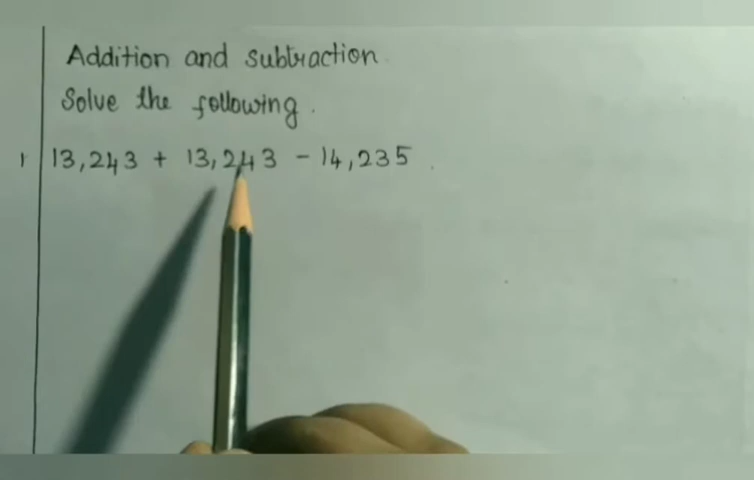 Addition and subtraction
Solve the following.
1 13,243 + 13,243 - 14,235.